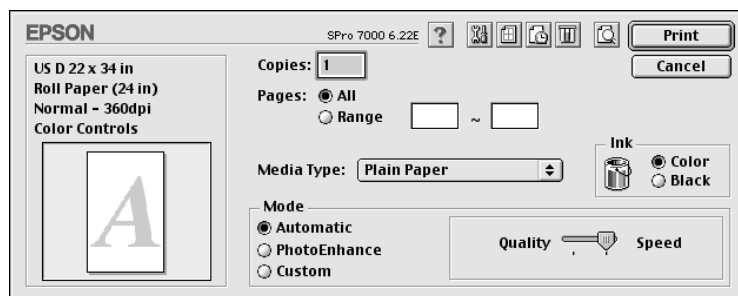 EPSON
SPro 7000 6.22E
?
Print
Cancel
US D 22 x 34 in
Roll Paper (24 in)
Normal - 360dpi
Color Controls
A
Copies: 1
Pages: All
Range ~
Media Type: Plain Paper
Ink
Color
Black
Mode
Automatic
PhotoEnhance
Custom
Quality Speed